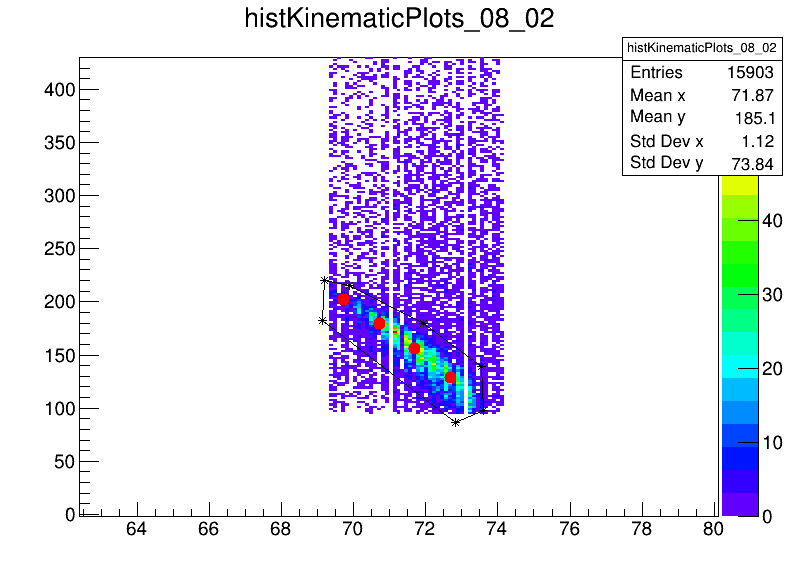 histKinematicPlots_08_02
histKinematicPlots_08_02
Entries 15903
Mean x 71.87
Mean y 185.1
Std Dev x 1.12
Std Dev y 73.84
400
350
300
250
200
150
100
50
0
40
30
20
10
0
64 66 68 70 72 74 76 78 80